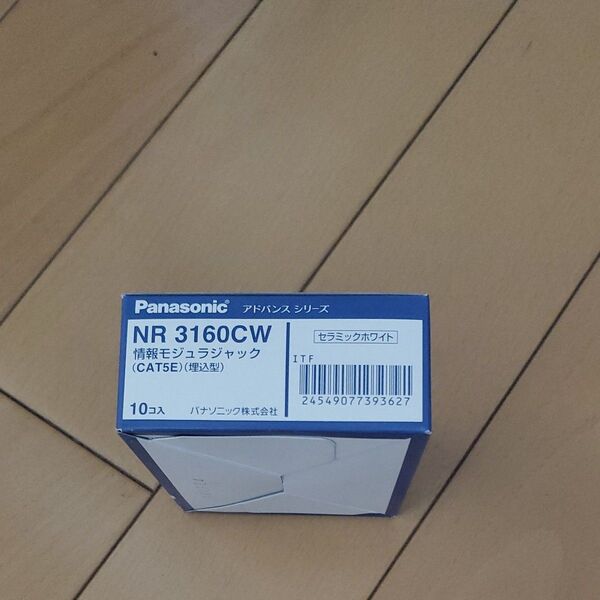 Panasonic アドバンス シリーズ
NR 3160CW
情報モジュラジャック
(CAT5E)(埋込型)
10コ入 パナソニック株式会社
セラミックホワイト
ITF
24549077393627